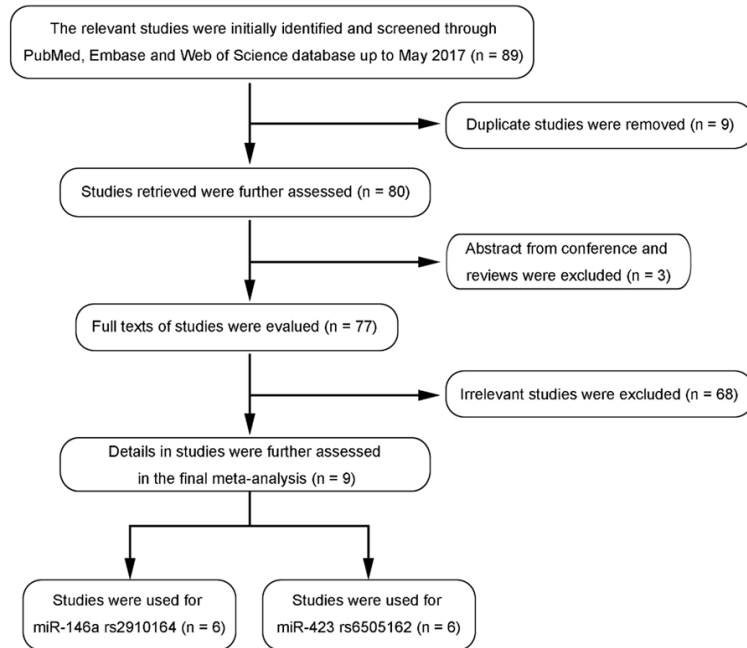 The relevant studies were initially identified and screened through
PubMed, Embase and Web of Science database up to May 2017 (n = 89)
Duplicate studies were removed (n = 9)
Studies retrieved were further assessed (n = 80)
Abstract from conference and
reviews were excluded (n = 3)
Full texts of studies were evalued (n = 77)
Irrelevant studies were excluded (n = 68)
Details in studies were further assessed
in the final meta-analysis (n = 9)
Studies were used for
miR-146a rs2910164 (n = 6)
Studies were used for
miR-423 rs6505162 (n = 6)